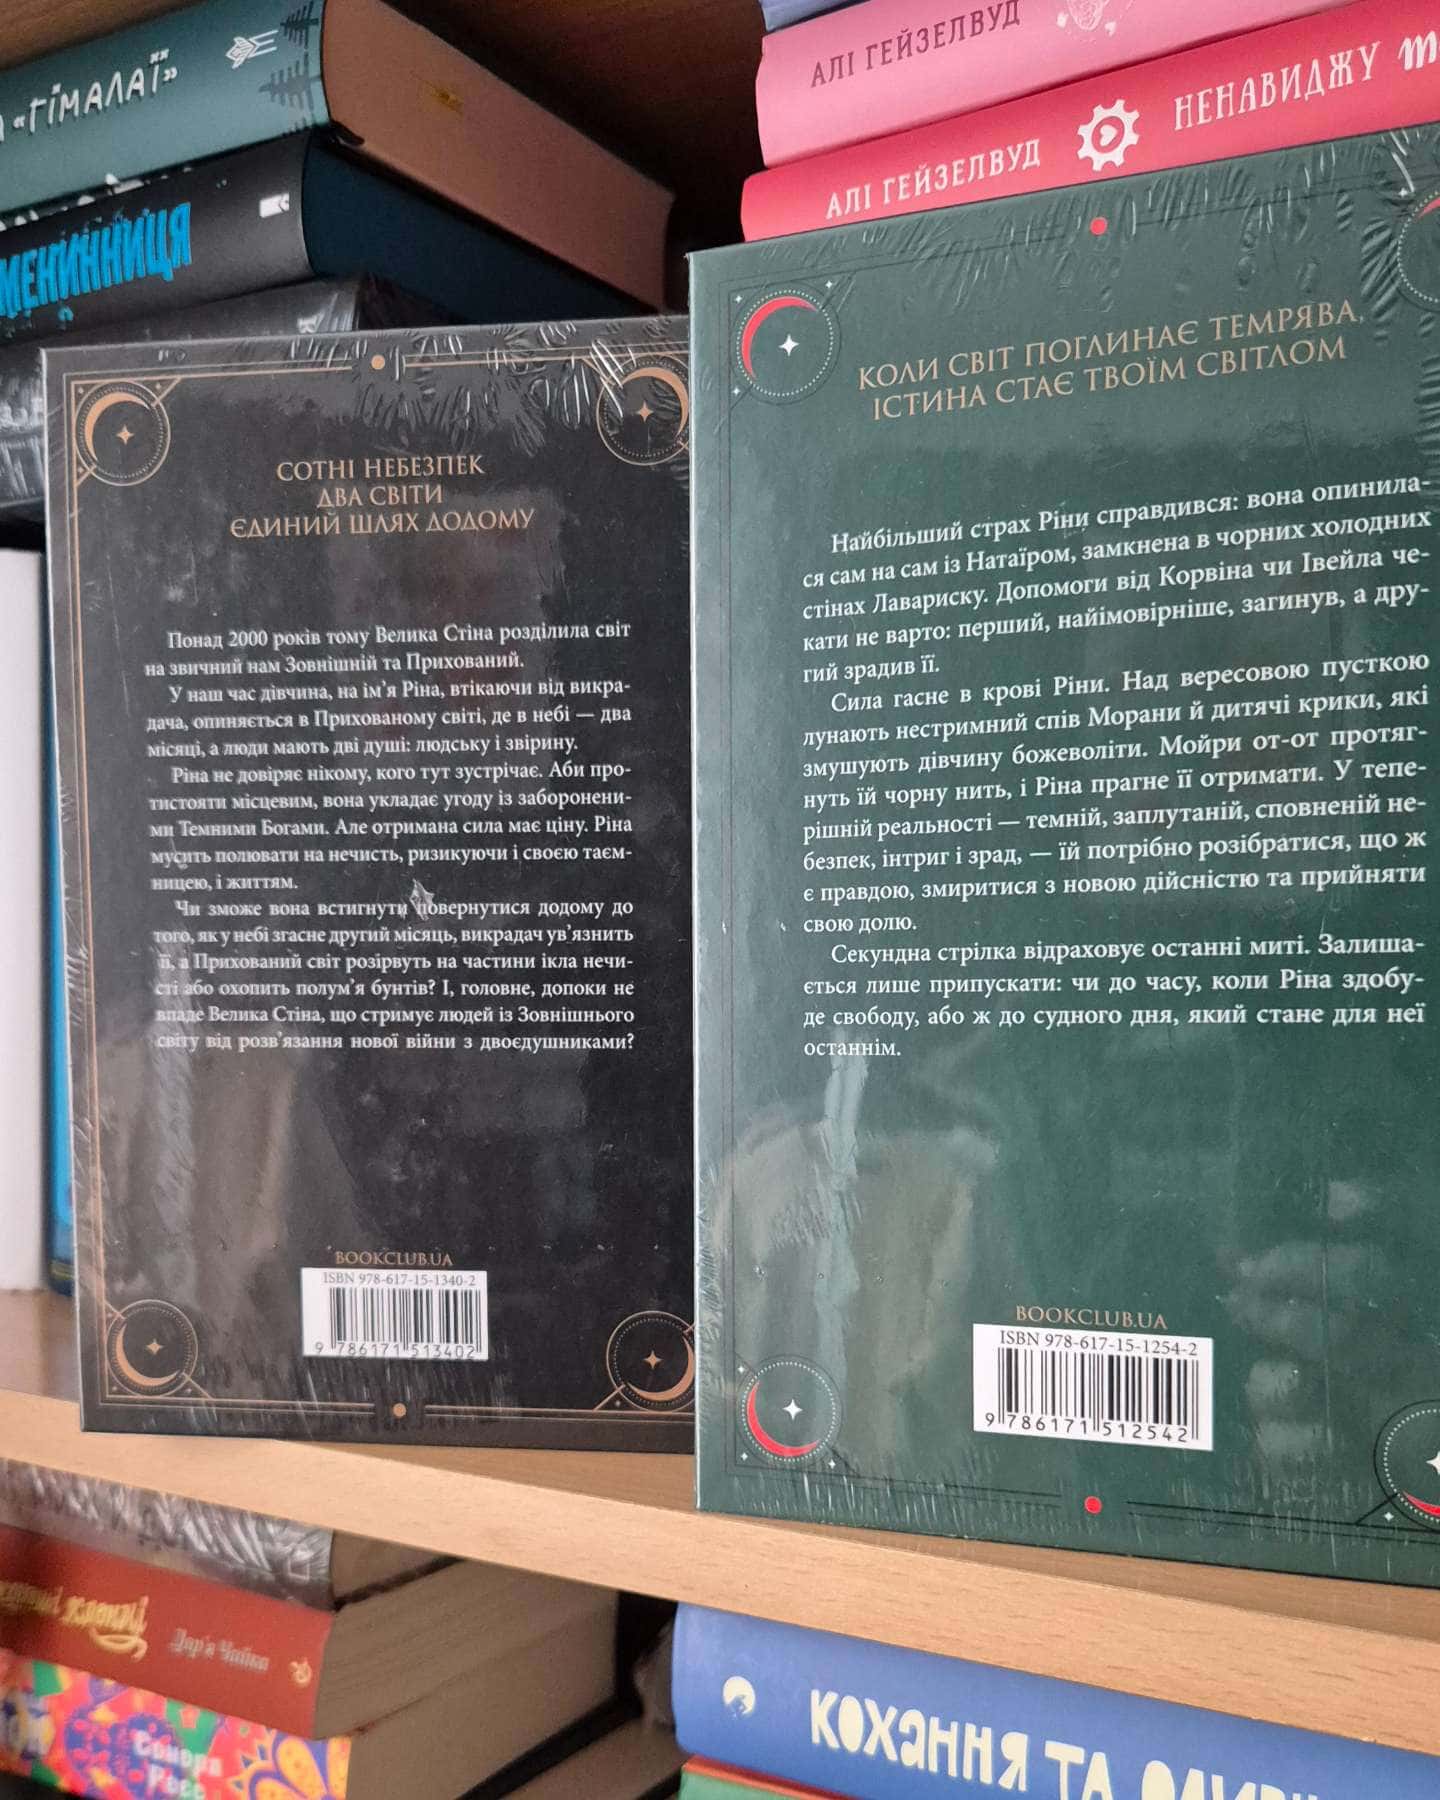 «ГІМАЛАЇ»
МЕНИННИЦЯ
АЛІ ГЕЙЗЕЛВУД
АЛІ ГЕЙЗЕЛВУД НЕНАВИДЖУ
СОТНІ НЕБЕЗПЕК
ДВА СВІТИ
ЄДИНИЙ ШЛЯХ ДОДОМУ
Понад 2000 років тому Велика Стіна розділила світ
на звичний нам Зовнішній та Прихований.
У наш час дівчина, на ім’я Ріна, втікаючи від викра-
дача, опиняється в Прихованому світі, де в небі — два
місяці, а люди мають дві душі: людську і звірину.
Ріна не довіряє нікому, кого тут зустрічає. Аби про-
тистояти місцевим, вона укладає угоду із заборонени-
ми Темними Богами. Але отримана сила має ціну. Ріна
мусить полювати на нечисть, ризикуючи і своєю таєм-
ницею, і життям.
Чи зможе вона встигнути повернутися додому до
того, як у небі згасне другий місяць, викрадач ув’язнить
її, а Прихований світ розірвуть на частини ікла нечи-
сті або охопить полум’я бунтів? І, головне, допоки не
впаде Велика Стіна, що стримує людей із Зовнішнього
світу від розв’язання нової війни з двоєдушниками?
BOOKCLUB.UA
ISBN 978-617-15-1340-2
9 786171 513402
КОЛИ СВІТ ПОГЛИНАЄ ТЕМРЯВА,
ІСТИНА СТАЄ ТВОЇМ СВІТЛОМ
Найбільший страх Ріни справдився: вона опинила-
ся сам на сам із Натаїром, замкнена в чорних холодних
стінах Лавариску. Допомоги від Корвіна чи Івейла че-
кати не варто: перший, найімовірніше, загинув, а дру-
гий зрадив її.
Сила гасне в крові Ріни. Над вересовою пусткою
лунають нестримний спів Морани й дитячі крики, які
змушують дівчину божеволіти. Мойри от-от протяг-
нуть їй чорну нить, і Ріна прагне її отримати. У тепе-
рішній реальності — темній, заплутаній, сповненій не-
безпек, інтриг і зрад, — їй потрібно розібратися, що ж
є правдою, змиритися з новою дійсністю та прийняти
свою долю.
Секундна стрілка відраховує останні миті. Залиша-
ється лише припускати: чи до часу, коли Ріна здобу-
де свободу, або ж до судного дня, який стане для неї
останнім.
BOOKCLUB.UA
ISBN 978-617-15-1254-2
9 786171 512542
Дар’я Чайка
Сонора
Реєс
КОХАННЯ ТА